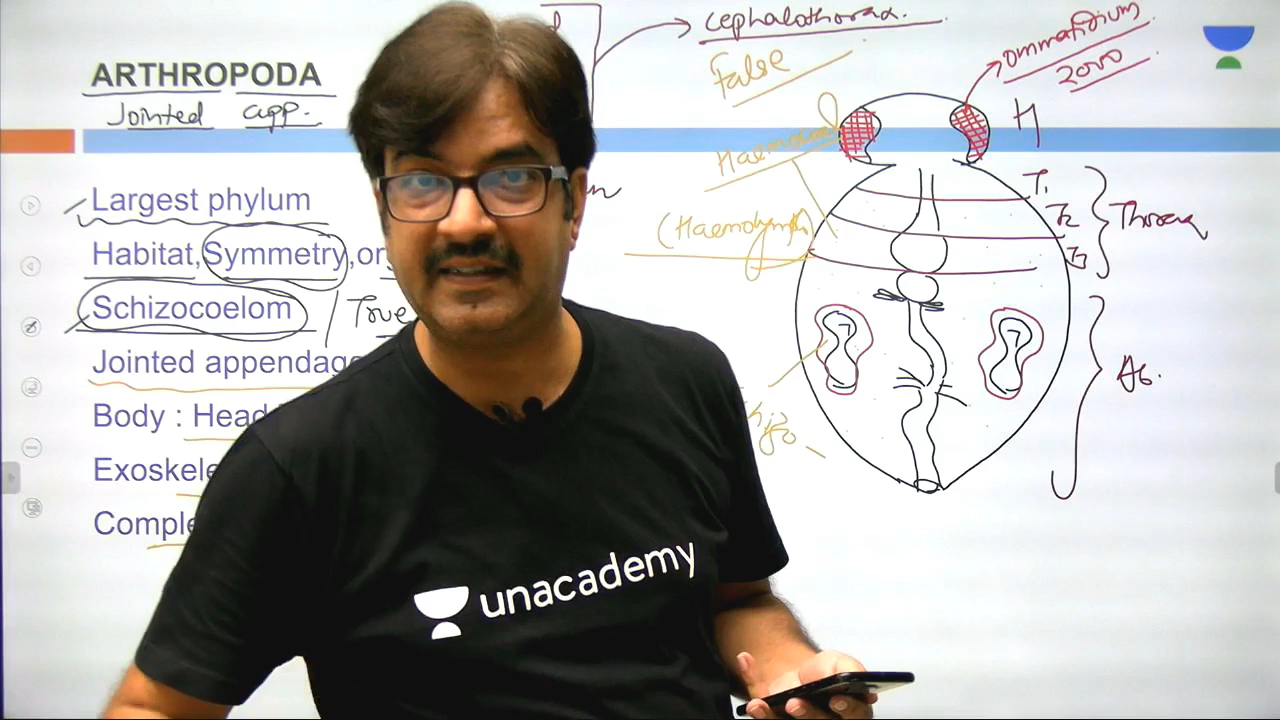 ARTHROPODA
Jointed app.
Largest phylum
Habitat, Symmetry, or
Schizocoelom / True
Jointed appendag
Body : Head
Exoskele
Comple
cephalothorax.
False
ommatidium
2000
H
Haemocoel
(Haemolymph)
T1
T2
T3
Thorax
Ab.
unacademy